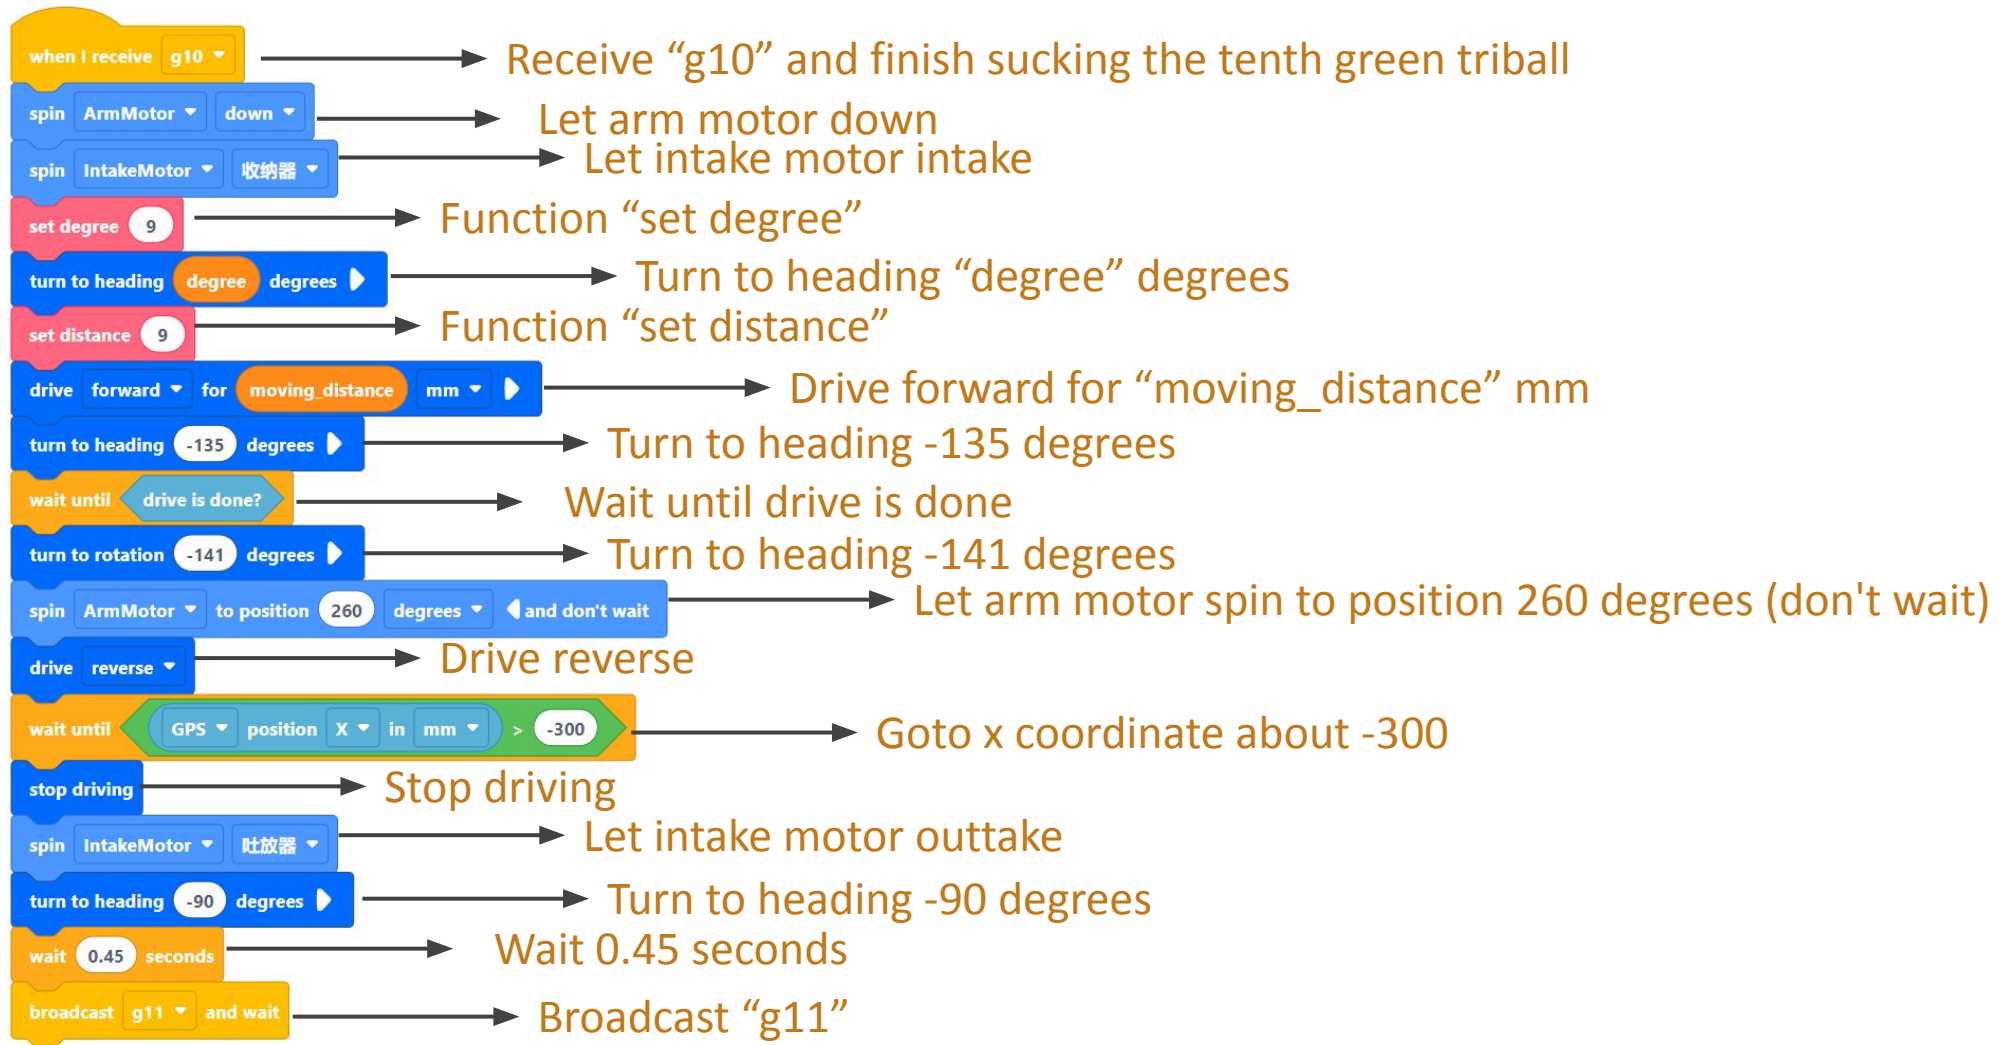 when I receive g10 Receive “g10” and finish sucking the tenth green triball
spin ArmMotor down Let arm motor down
spin IntakeMotor 收纳器 Let intake motor intake
set degree 9 Function “set degree”
turn to heading degree degrees Turn to heading “degree” degrees
set distance 9 Function “set distance”
drive forward for moving_distance mm Drive forward for “moving_distance” mm
turn to heading -135 degrees Turn to heading -135 degrees
wait until drive is done? Wait until drive is done
turn to rotation -141 degrees Turn to heading -141 degrees
spin ArmMotor to position 260 degrees and don't wait Let arm motor spin to position 260 degrees (don't wait)
drive reverse Drive reverse
wait until GPS position X in mm > -300 Goto x coordinate about -300
stop driving Stop driving
spin IntakeMotor 吐放器 Let intake motor outtake
turn to heading -90 degrees Turn to heading -90 degrees
wait 0.45 seconds Wait 0.45 seconds
broadcast g11 and wait Broadcast “g11”